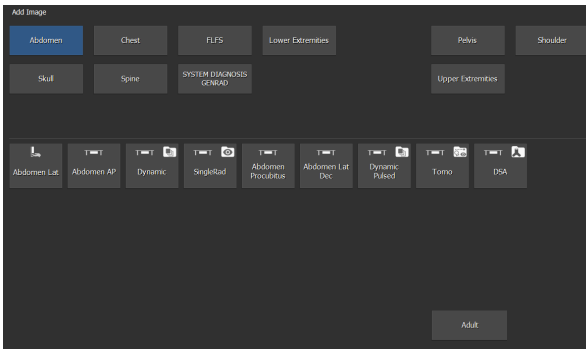 Add Image
Abdomen
Chest
FLFS
Lower Extremities
Pelvis
Shoulder
Skull
Spine
SYSTEM DIAGNOSIS
GENRAD
Upper Extremities
Abdomen Lat
Abdomen AP
Dynamic
SingleRad
Abdomen
Procubitus
Abdomen Lat
Dec
Dynamic
Pulsed
Tomo
DSA
Adult